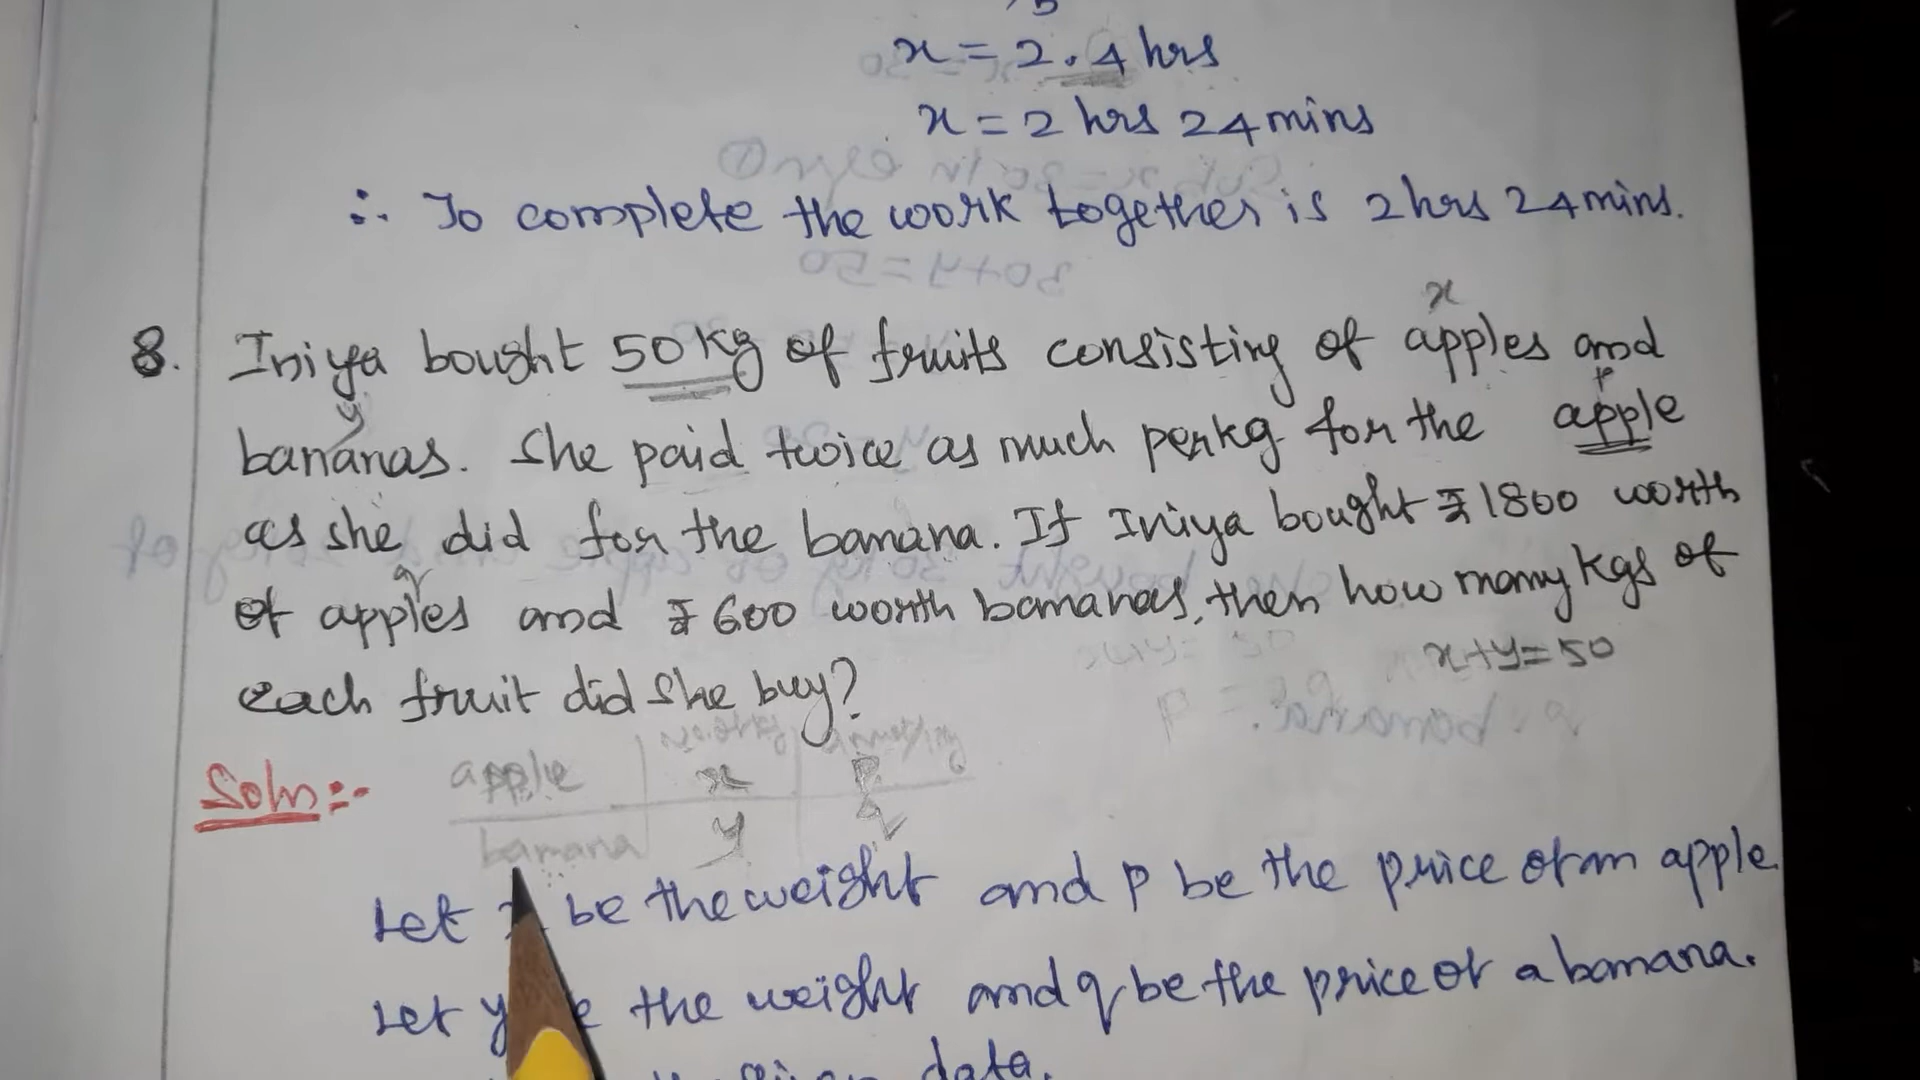 x = 2.4 hrs
x = 2 hrs 24 mins
∴ To complete the work together is 2 hrs 24 mins.
x
8. Iniya bought 50 kg of fruits consisting of apples and
y p
bananas. She paid twice as much per kg for the apple
as she did for the banana. If Iniya bought ₹ 1800 worth
q
of apples and ₹ 600 worth bananas, then how many kgs of
x+y=50
each fruit did she buy?
apple x p
Soln:-
banana y q
Let be the weight and p be the price of an apple.
Let y the weight and q be the price of a banana.
given data.